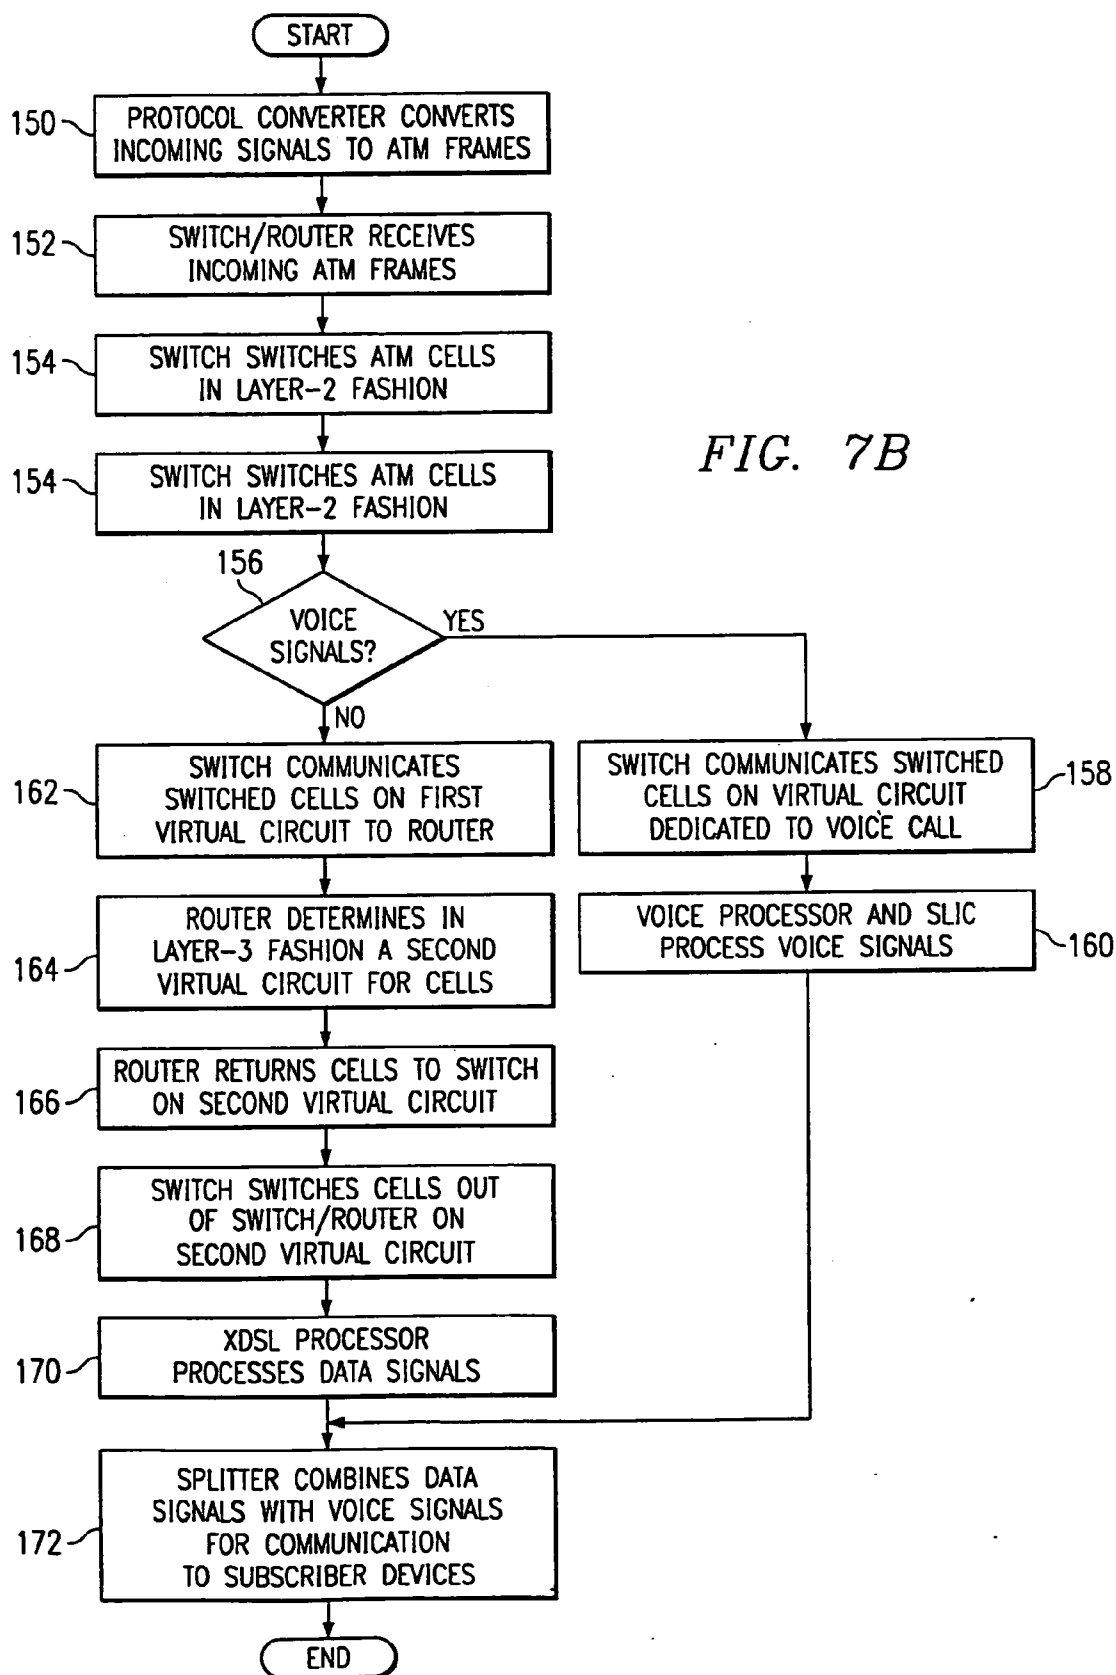 START
150
PROTOCOL CONVERTER CONVERTS
INCOMING SIGNALS TO ATM FRAMES
152
SWITCH/ROUTER RECEIVES
INCOMING ATM FRAMES
154
SWITCH SWITCHES ATM CELLS
IN LAYER-2 FASHION
154
SWITCH SWITCHES ATM CELLS
IN LAYER-2 FASHION
FIG. 7B
156
VOICE
SIGNALS?
YES
NO
162
SWITCH COMMUNICATES
SWITCHED CELLS ON FIRST
VIRTUAL CIRCUIT TO ROUTER
SWITCH COMMUNICATES SWITCHED
CELLS ON VIRTUAL CIRCUIT
DEDICATED TO VOICE CALL
158
164
ROUTER DETERMINES IN
LAYER-3 FASHION A SECOND
VIRTUAL CIRCUIT FOR CELLS
VOICE PROCESSOR AND SLIC
PROCESS VOICE SIGNALS
160
166
ROUTER RETURNS CELLS TO SWITCH
ON SECOND VIRTUAL CIRCUIT
168
SWITCH SWITCHES CELLS OUT
OF SWITCH/ROUTER ON
SECOND VIRTUAL CIRCUIT
170
XDSL PROCESSOR
PROCESSES DATA SIGNALS
172
SPLITTER COMBINES DATA
SIGNALS WITH VOICE SIGNALS
FOR COMMUNICATION
TO SUBSCRIBER DEVICES
END